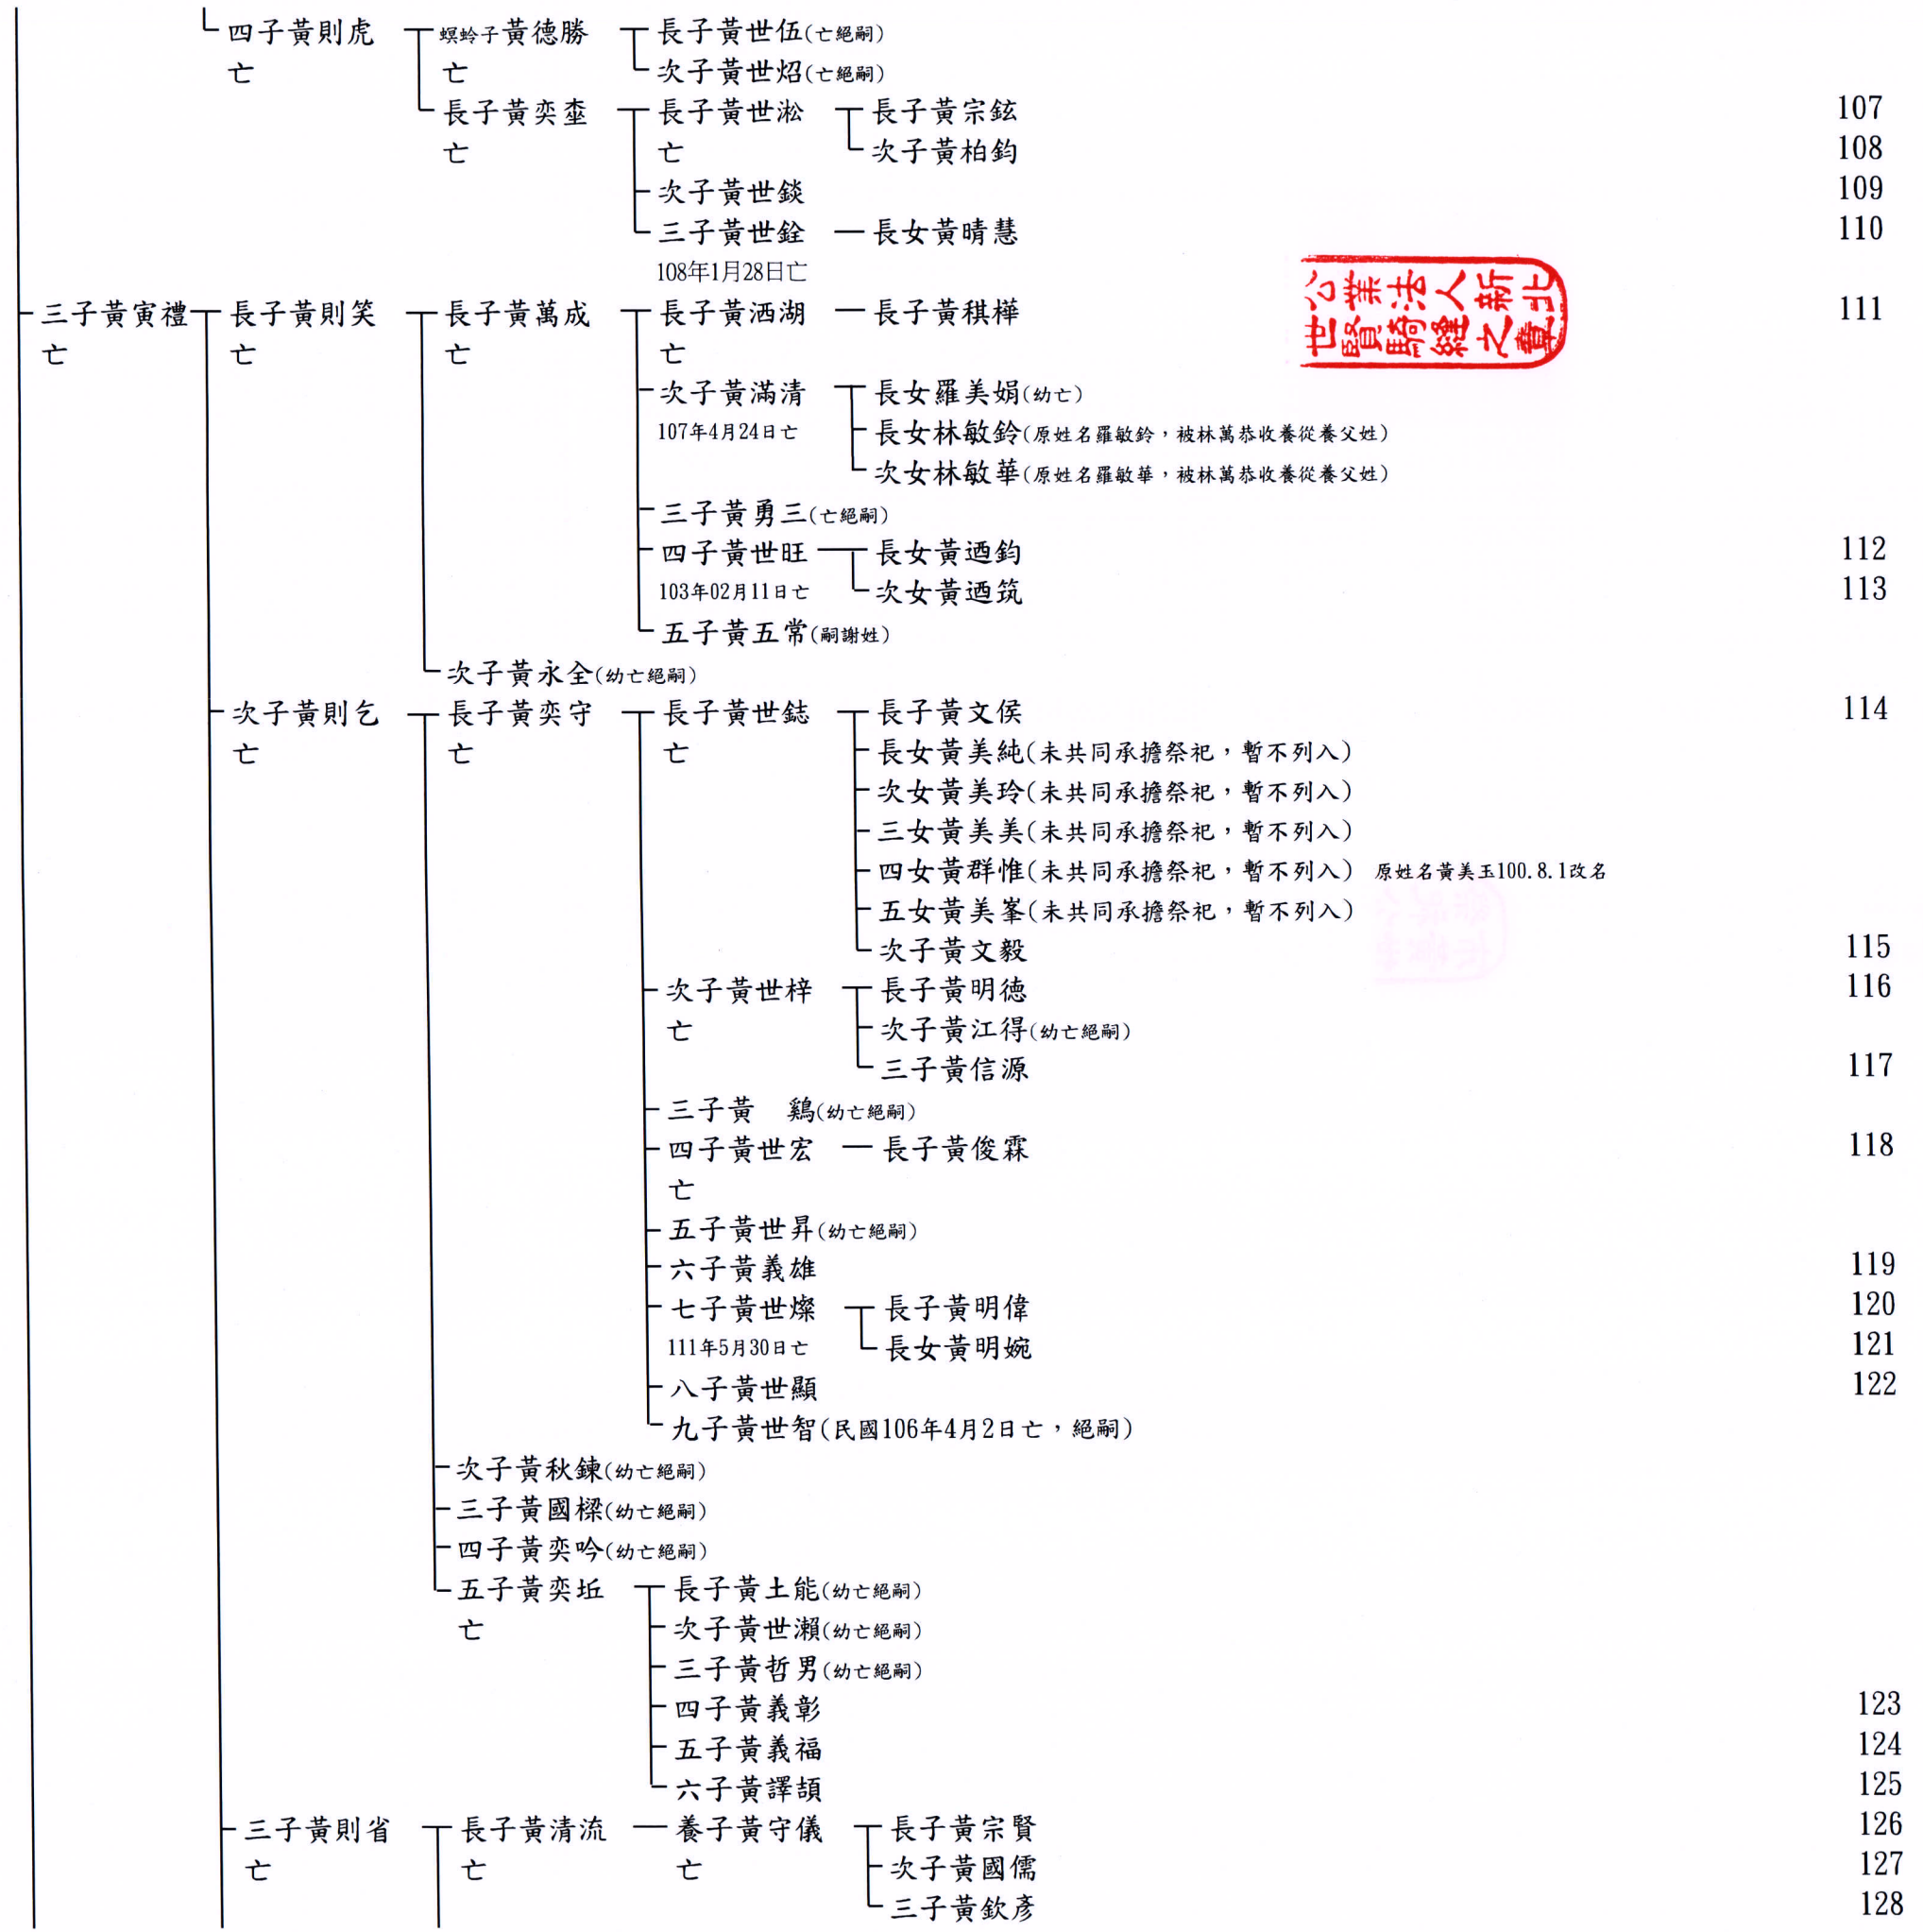 四子黃則虎 螟蛉子黃德勝 長子黃世伍(亡絕嗣)
亡 亡 次子黃世炤(亡絕嗣)
長子黃奕埀 長子黃世淞 長子黃宗鉉 107
亡 亡 次子黃柏鈞 108
次子黃世錟 109
三子黃世銓 長女黃晴慧 110
108年1月28日亡
公業法人新北
世賢騎縫之章
三子黃寅禮 長子黃則笑 長子黃萬成 長子黃洒湖 長子黃稘樺 111
亡 亡 亡 亡
次子黃滿清 長女羅美娟(幼亡)
107年4月24日亡 長女林敏鈴(原姓名羅敏鈴，被林萬恭收養從養父姓)
次女林敏華(原姓名羅敏華，被林萬恭收養從養父姓)
三子黃勇三(亡絕嗣)
四子黃世旺 長女黃迺鈞 112
103年02月11日亡 次女黃迺筑 113
五子黃五常(嗣謝姓)
次子黃永全(幼亡絕嗣)
次子黃則乞 長子黃奕守 長子黃世鋕 長子黃文侯 114
亡 亡 亡 長女黃美純(未共同承擔祭祀，暫不列入)
次女黃美玲(未共同承擔祭祀，暫不列入)
三女黃美美(未共同承擔祭祀，暫不列入)
四女黃群惟(未共同承擔祭祀，暫不列入) 原姓名黃美玉100.8.1改名
五女黃美峯(未共同承擔祭祀，暫不列入)
次子黃文毅 115
次子黃世梓 長子黃明德 116
亡 次子黃江得(幼亡絕嗣)
三子黃信源 117
三子黃　鷄(幼亡絕嗣)
四子黃世宏 長子黃俊霖 118
亡
五子黃世昇(幼亡絕嗣)
六子黃義雄 119
七子黃世燦 長子黃明偉 120
111年5月30日亡 長女黃明婉 121
八子黃世顯 122
九子黃世智(民國106年4月2日亡，絕嗣)
次子黃秋鍊(幼亡絕嗣)
三子黃國樑(幼亡絕嗣)
四子黃奕吟(幼亡絕嗣)
五子黃奕坵 長子黃土能(幼亡絕嗣)
亡 次子黃世瀨(幼亡絕嗣)
三子黃哲男(幼亡絕嗣)
四子黃義彰 123
五子黃義福 124
六子黃譯頡 125
三子黃則省 長子黃清流 養子黃守儀 長子黃宗賢 126
亡 亡 亡 次子黃國儒 127
三子黃欽彥 128